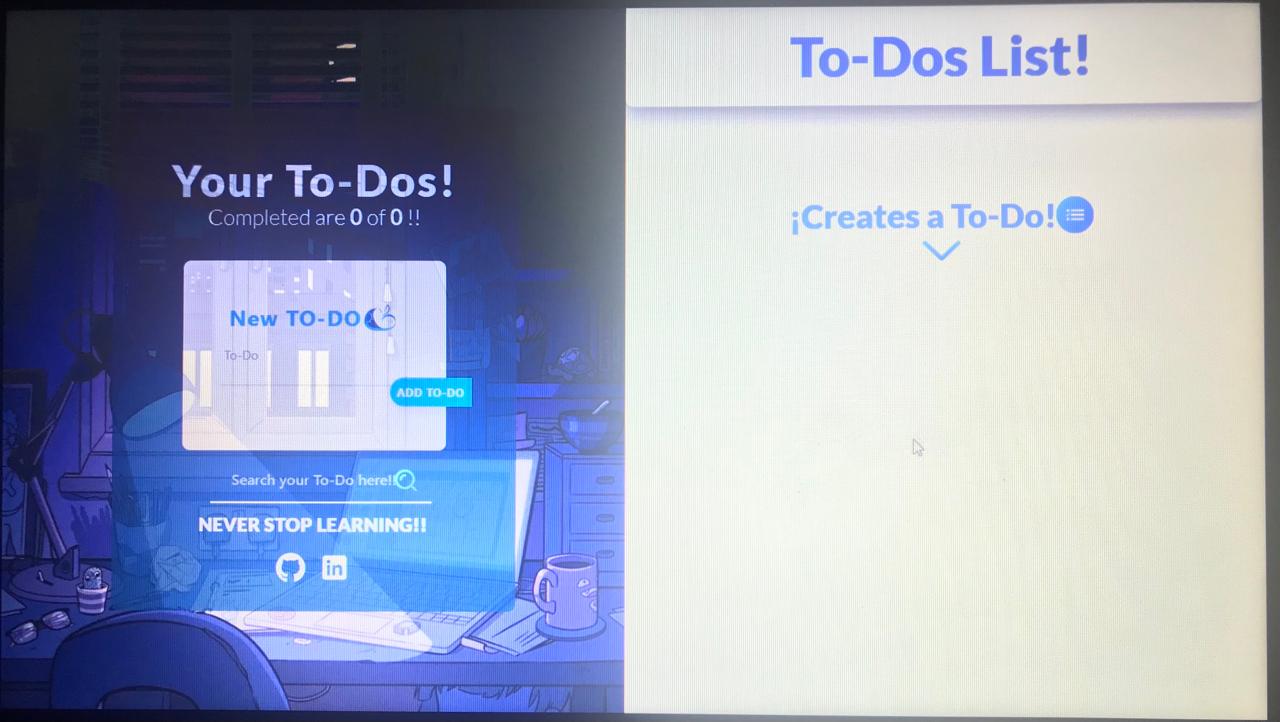 Your To-Dos!
Completed are 0 of 0 !!
New TO-DO
To-Do
ADD TO-DO
Search your To-Do here!!
NEVER STOP LEARNING!!
in
To-Dos List!
¡Creates a To-Do!